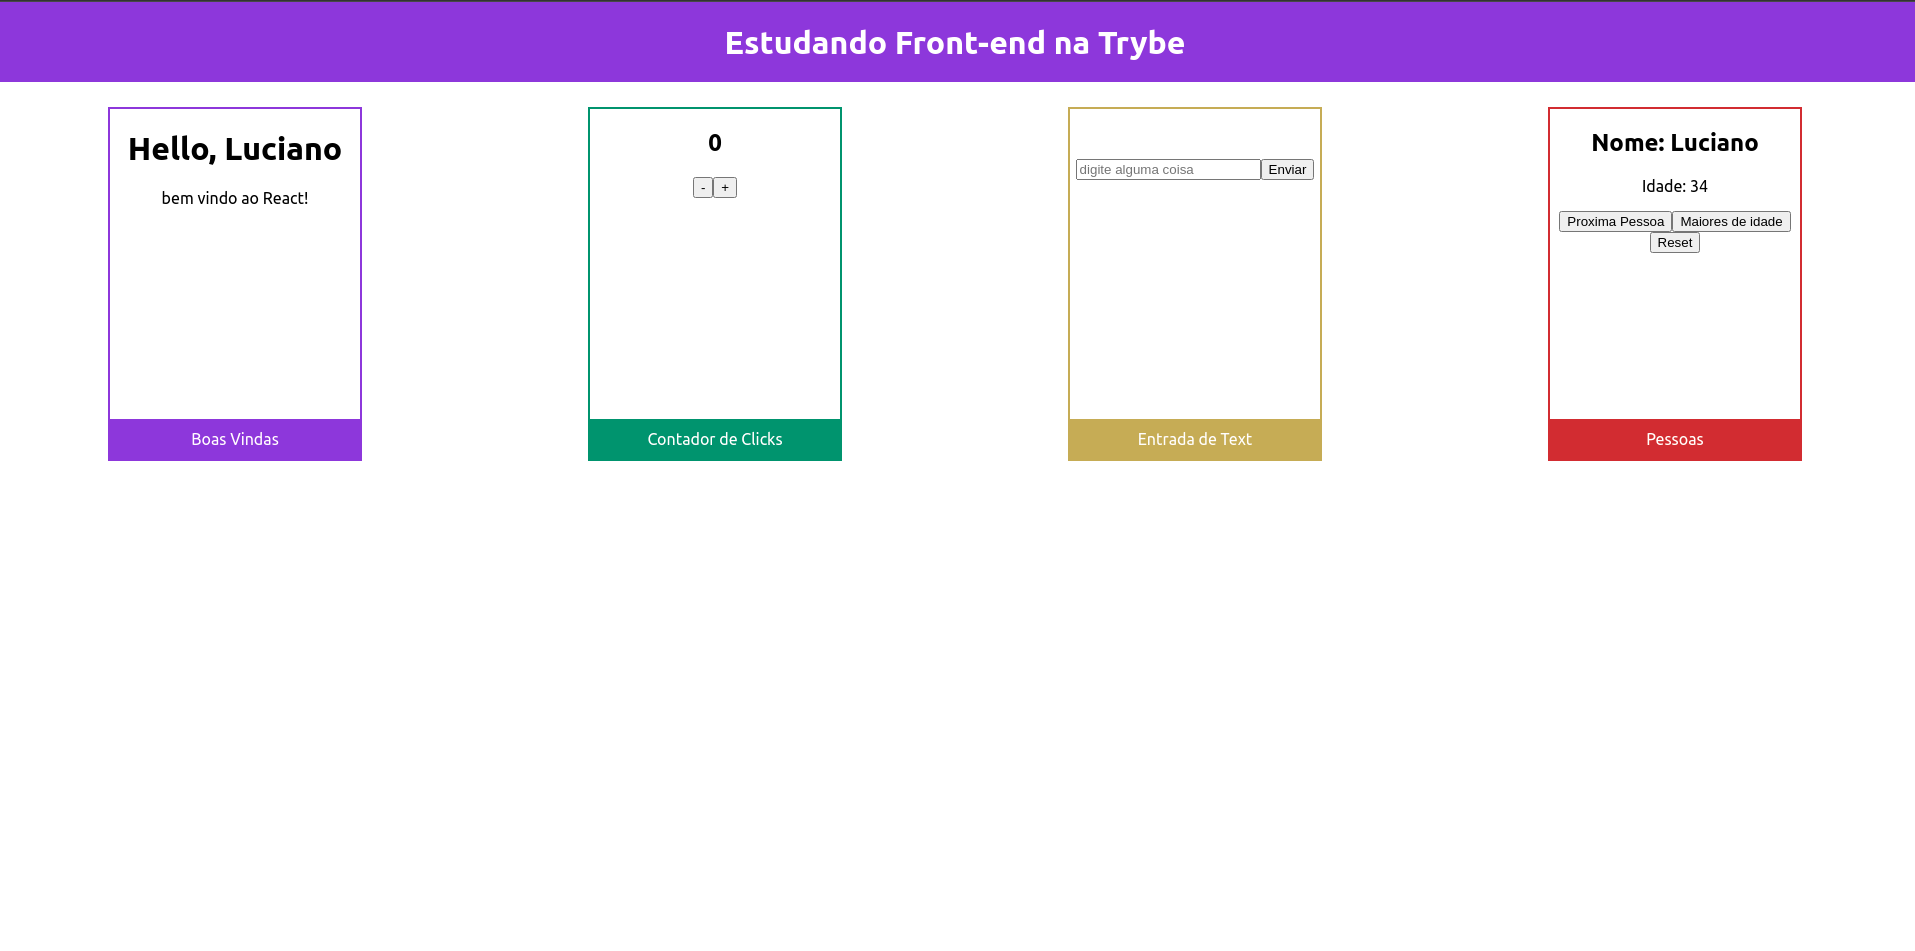 Estudando Front-end na Trybe
Hello, Luciano
bem vindo ao React!
Boas Vindas
0
- +
Contador de Clicks
digite alguma coisa Enviar
Entrada de Text
Nome: Luciano
Idade: 34
Proxima Pessoa Maiores de idade
Reset
Pessoas